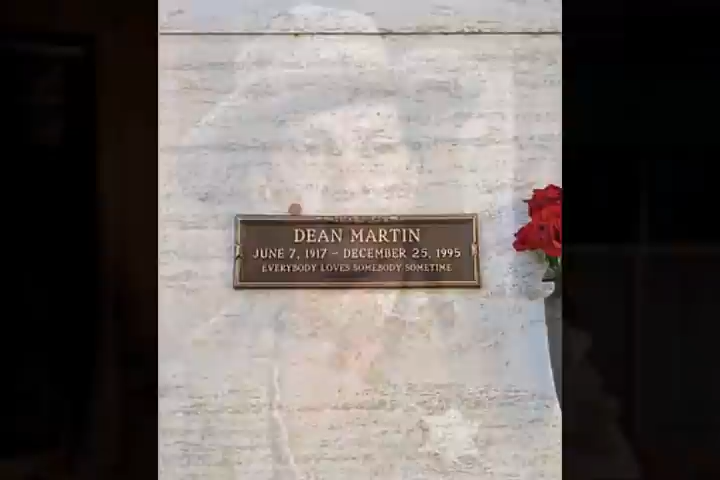 DEAN MARTIN
JUNE 7, 1917 – DECEMBER 25, 1995
EVERYBODY LOVES SOMEBODY SOMETIME